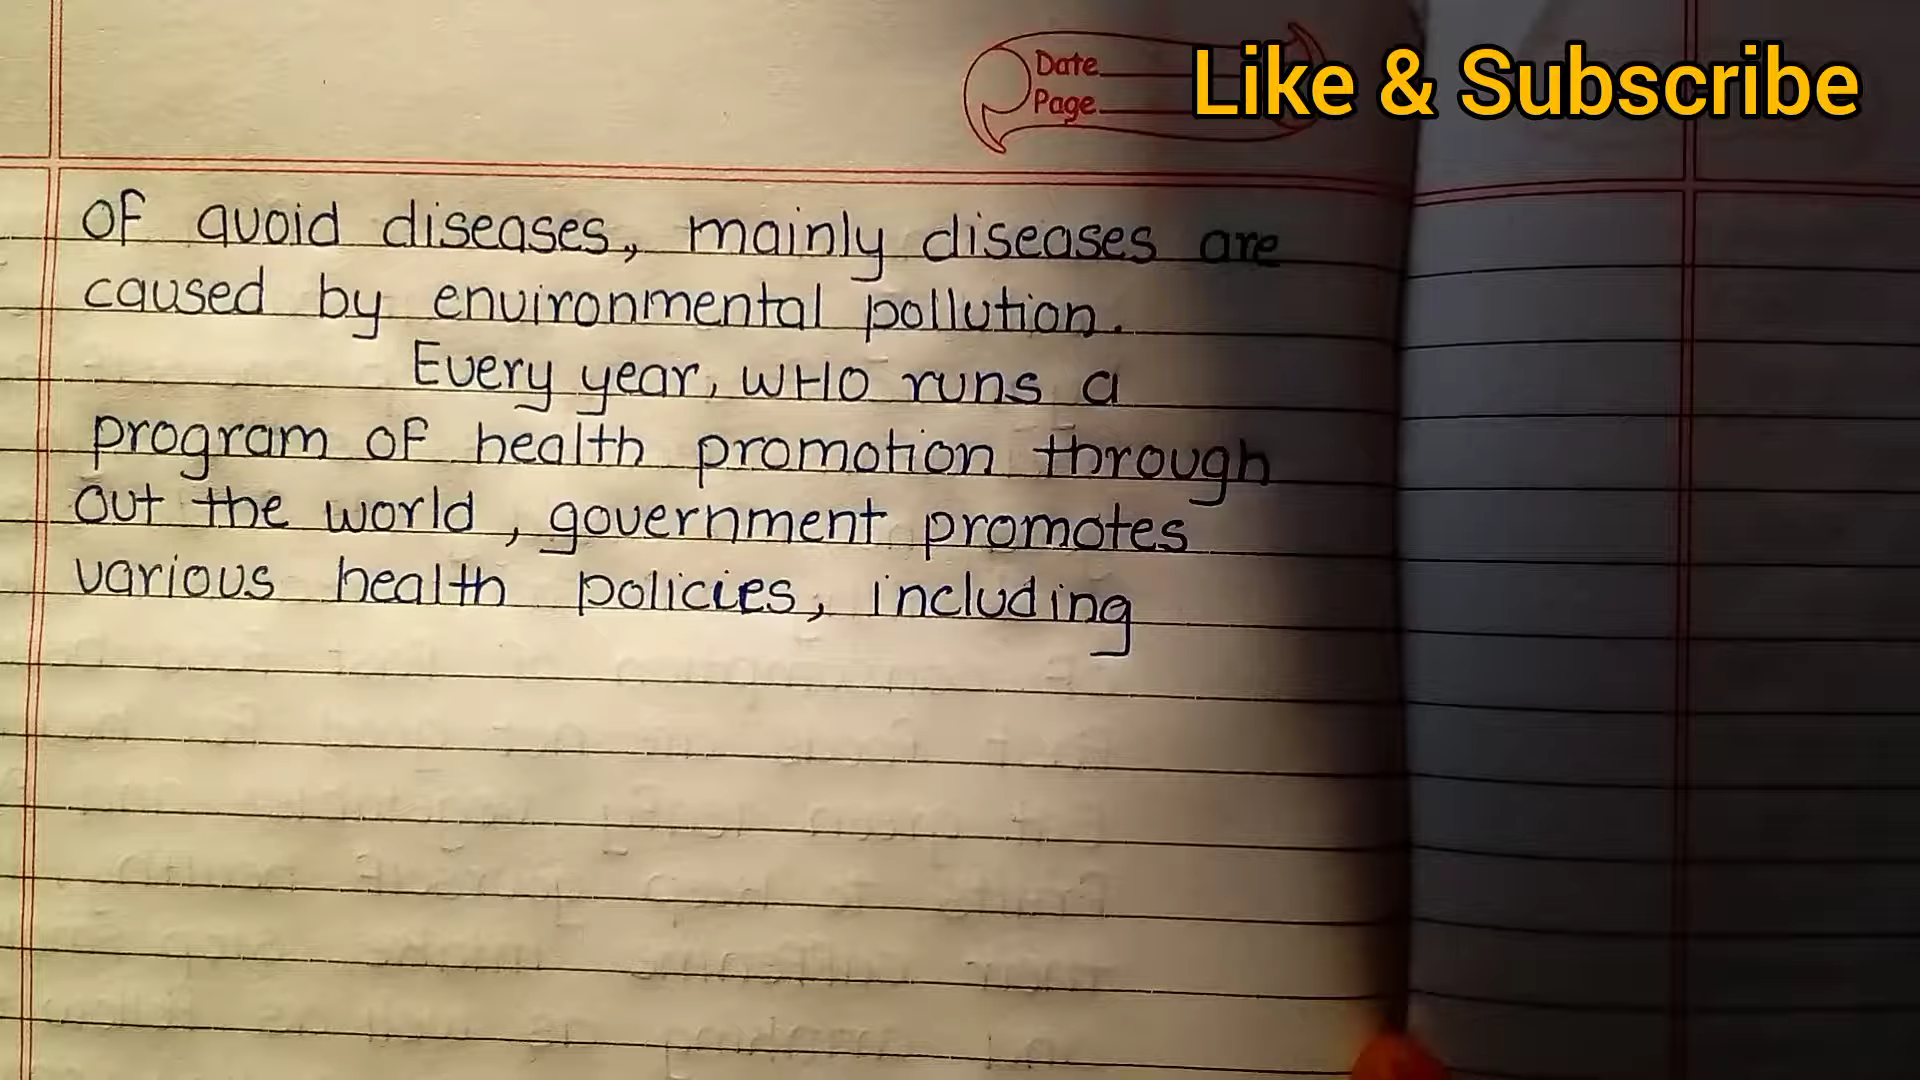 Date
Page
Like & Subscribe
of avoid diseases, mainly diseases are
caused by environmental pollution.
Every year, WHO runs a
program of health promotion through
out the world, government promotes
various health policies, including